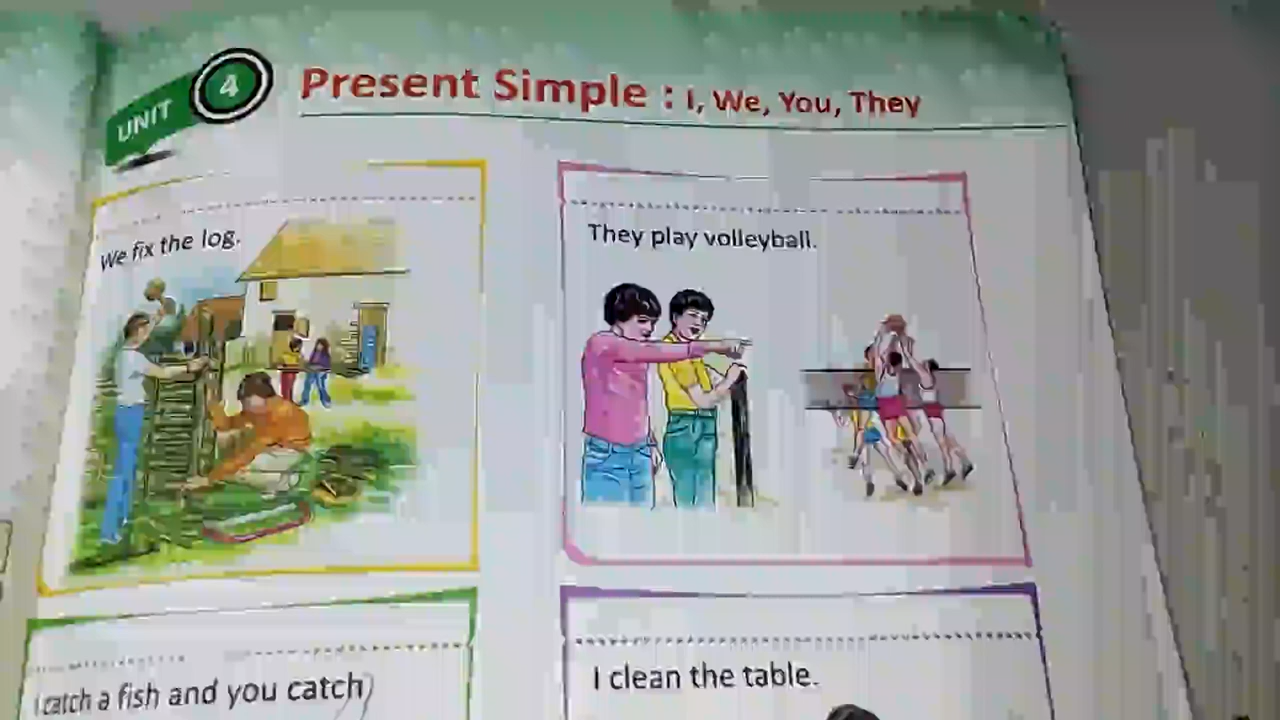 UNIT 4
Present Simple : I, We, You, They
We fix the log.
They play volleyball.
I catch a fish and you catch
I clean the table.